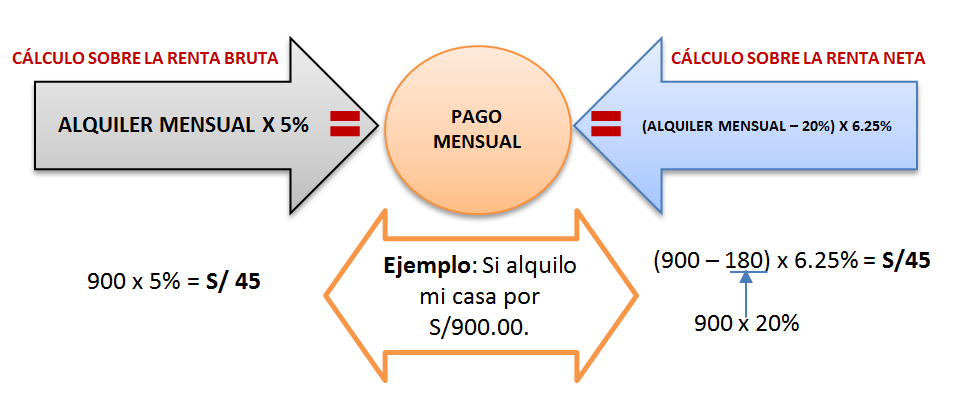 CÁLCULO SOBRE LA RENTA BRUTA
ALQUILER MENSUAL X 5%
=
PAGO
MENSUAL
CÁLCULO SOBRE LA RENTA NETA
=
(ALQUILER MENSUAL – 20%) X 6.25%
900 x 5% = S/ 45
Ejemplo: Si alquilo
mi casa por
S/900.00.
(900 – 180) x 6.25% = S/45
900 x 20%